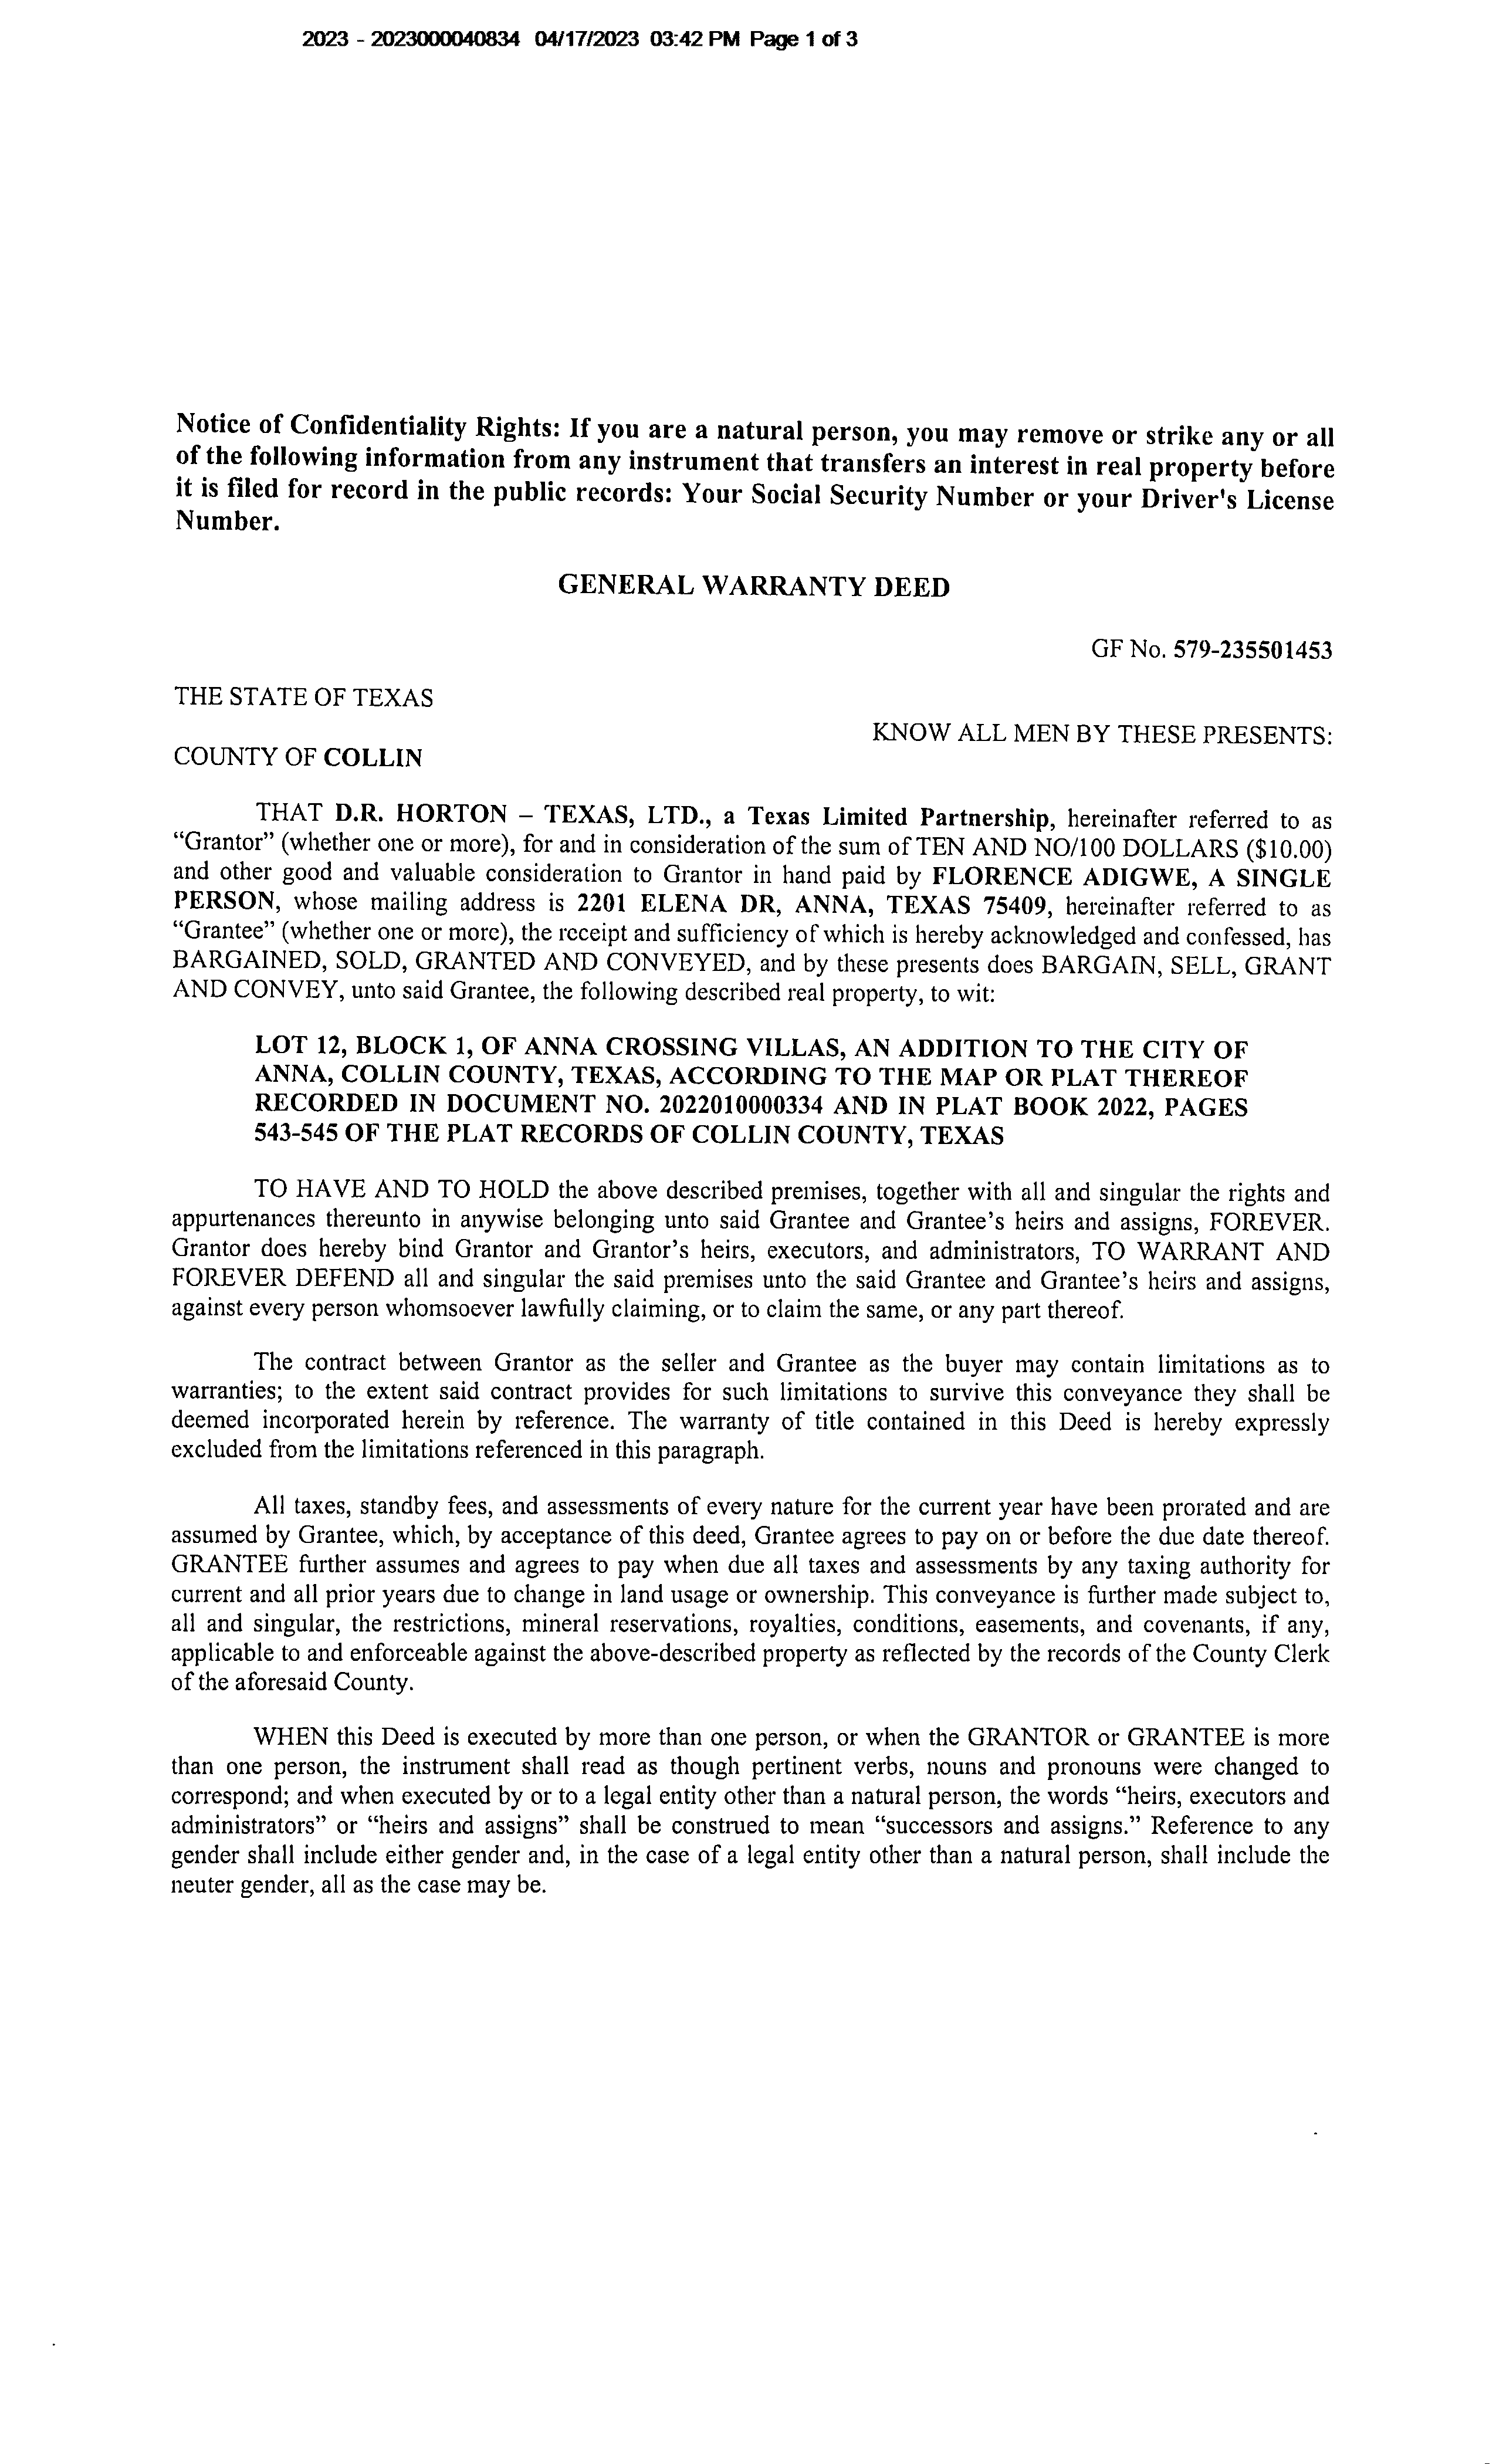 2023 - 2023000040834 04/17/2023 03:42 PM Page 1 of 3
Notice of Confidentiality Rights: If you are a natural person, you may remove or strike any or all
of the following information from any instrument that transfers an interest in real property before
it is filed for record in the public records: Your Social Security Number or your Driver's License
Number.
GENERAL WARRANTY DEED
GF No. 579-235501453
THE STATE OF TEXAS
KNOW ALL MEN BY THESE PRESENTS:
COUNTY OF COLLIN
THAT D.R. HORTON – TEXAS, LTD., a Texas Limited Partnership, hereinafter referred to as
“Grantor” (whether one or more), for and in consideration of the sum of TEN AND NO/100 DOLLARS ($10.00)
and other good and valuable consideration to Grantor in hand paid by FLORENCE ADIGWE, A SINGLE
PERSON, whose mailing address is 2201 ELENA DR, ANNA, TEXAS 75409, hereinafter referred to as
“Grantee” (whether one or more), the receipt and sufficiency of which is hereby acknowledged and confessed, has
BARGAINED, SOLD, GRANTED AND CONVEYED, and by these presents does BARGAIN, SELL, GRANT
AND CONVEY, unto said Grantee, the following described real property, to wit:
LOT 12, BLOCK 1, OF ANNA CROSSING VILLAS, AN ADDITION TO THE CITY OF
ANNA, COLLIN COUNTY, TEXAS, ACCORDING TO THE MAP OR PLAT THEREOF
RECORDED IN DOCUMENT NO. 2022010000334 AND IN PLAT BOOK 2022, PAGES
543-545 OF THE PLAT RECORDS OF COLLIN COUNTY, TEXAS
TO HAVE AND TO HOLD the above described premises, together with all and singular the rights and
appurtenances thereunto in anywise belonging unto said Grantee and Grantee’s heirs and assigns, FOREVER.
Grantor does hereby bind Grantor and Grantor’s heirs, executors, and administrators, TO WARRANT AND
FOREVER DEFEND all and singular the said premises unto the said Grantee and Grantee’s heirs and assigns,
against every person whomsoever lawfully claiming, or to claim the same, or any part thereof.
The contract between Grantor as the seller and Grantee as the buyer may contain limitations as to
warranties; to the extent said contract provides for such limitations to survive this conveyance they shall be
deemed incorporated herein by reference. The warranty of title contained in this Deed is hereby expressly
excluded from the limitations referenced in this paragraph.
All taxes, standby fees, and assessments of every nature for the current year have been prorated and are
assumed by Grantee, which, by acceptance of this deed, Grantee agrees to pay on or before the due date thereof.
GRANTEE further assumes and agrees to pay when due all taxes and assessments by any taxing authority for
current and all prior years due to change in land usage or ownership. This conveyance is further made subject to,
all and singular, the restrictions, mineral reservations, royalties, conditions, easements, and covenants, if any,
applicable to and enforceable against the above-described property as reflected by the records of the County Clerk
of the aforesaid County.
WHEN this Deed is executed by more than one person, or when the GRANTOR or GRANTEE is more
than one person, the instrument shall read as though pertinent verbs, nouns and pronouns were changed to
correspond; and when executed by or to a legal entity other than a natural person, the words “heirs, executors and
administrators” or “heirs and assigns” shall be construed to mean “successors and assigns.” Reference to any
gender shall include either gender and, in the case of a legal entity other than a natural person, shall include the
neuter gender, all as the case may be.